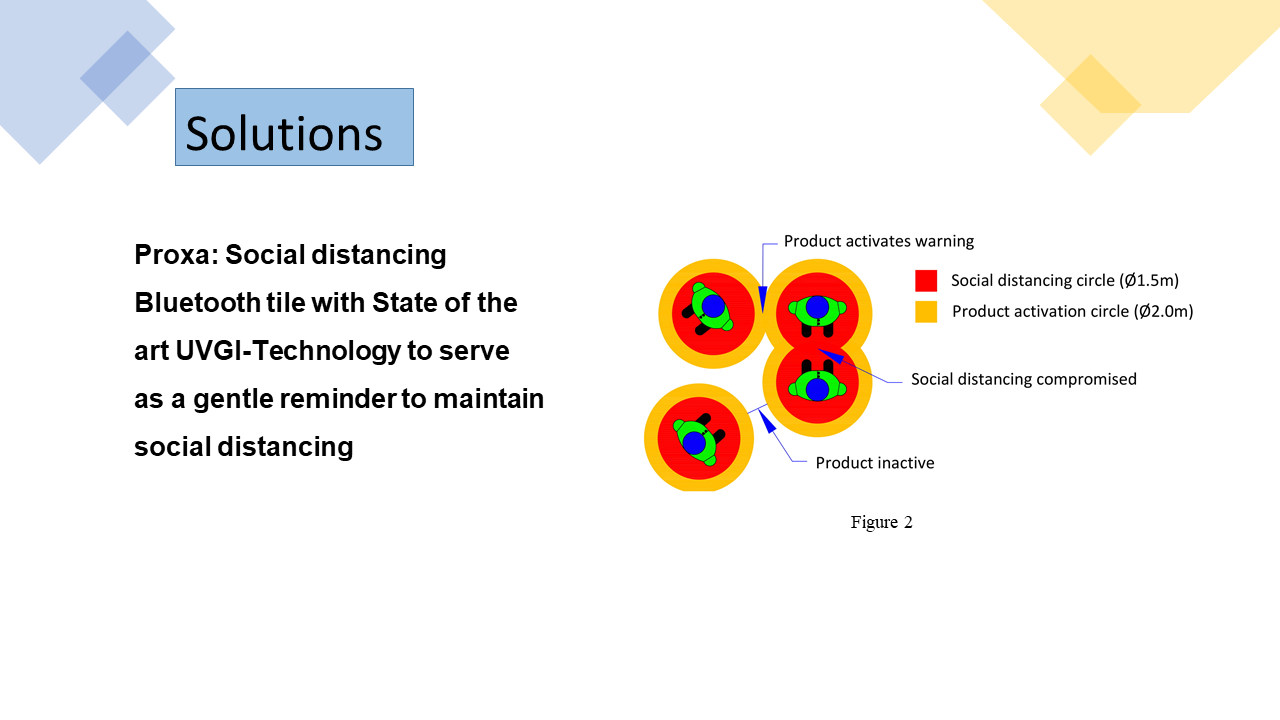 Solutions
Proxa: Social distancing
Bluetooth tile with State of the
art UVGI-Technology to serve
as a gentle reminder to maintain
social distancing
Product activates warning
Social distancing circle (Ø1.5m)
Product activation circle (Ø2.0m)
Social distancing compromised
Product inactive
Figure 2